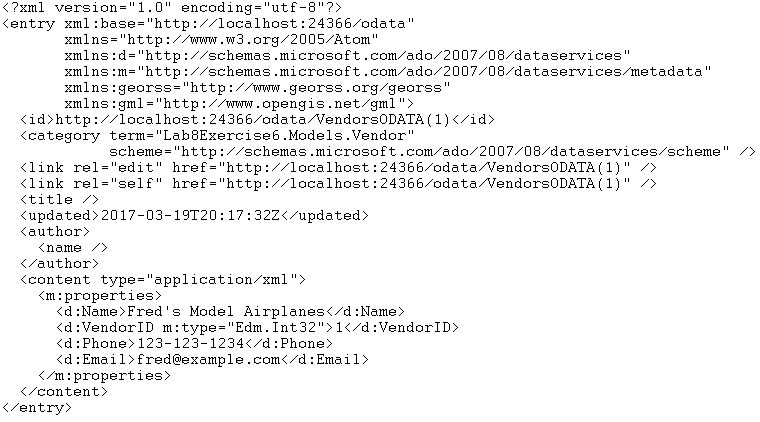 <?xml version="1.0" encoding="utf-8"?>
<entry xml:base="http://localhost:24366/odata"
xmlns="http://www.w3.org/2005/Atom"
xmlns:d="http://schemas.microsoft.com/ado/2007/08/dataservices"
xmlns:m="http://schemas.microsoft.com/ado/2007/08/dataservices/metadata"
xmlns:georss="http://www.georss.org/georss"
xmlns:gml="http://www.opengis.net/gml">
<id>http://localhost:24366/odata/VendorsODATA(1)</id>
<category term="Lab8Exercise6.Models.Vendor"
scheme="http://schemas.microsoft.com/ado/2007/08/dataservices/scheme" />
<link rel="edit" href="http://localhost:24366/odata/VendorsODATA(1)" />
<link rel="self" href="http://localhost:24366/odata/VendorsODATA(1)" />
<title />
<updated>2017-03-19T20:17:32Z</updated>
<author>
<name />
</author>
<content type="application/xml">
<m:properties>
<d:Name>Fred's Model Airplanes</d:Name>
<d:VendorID m:type="Edm.Int32">1</d:VendorID>
<d:Phone>123-123-1234</d:Phone>
<d:Email>fred@example.com</d:Email>
</m:properties>
</content>
</entry>